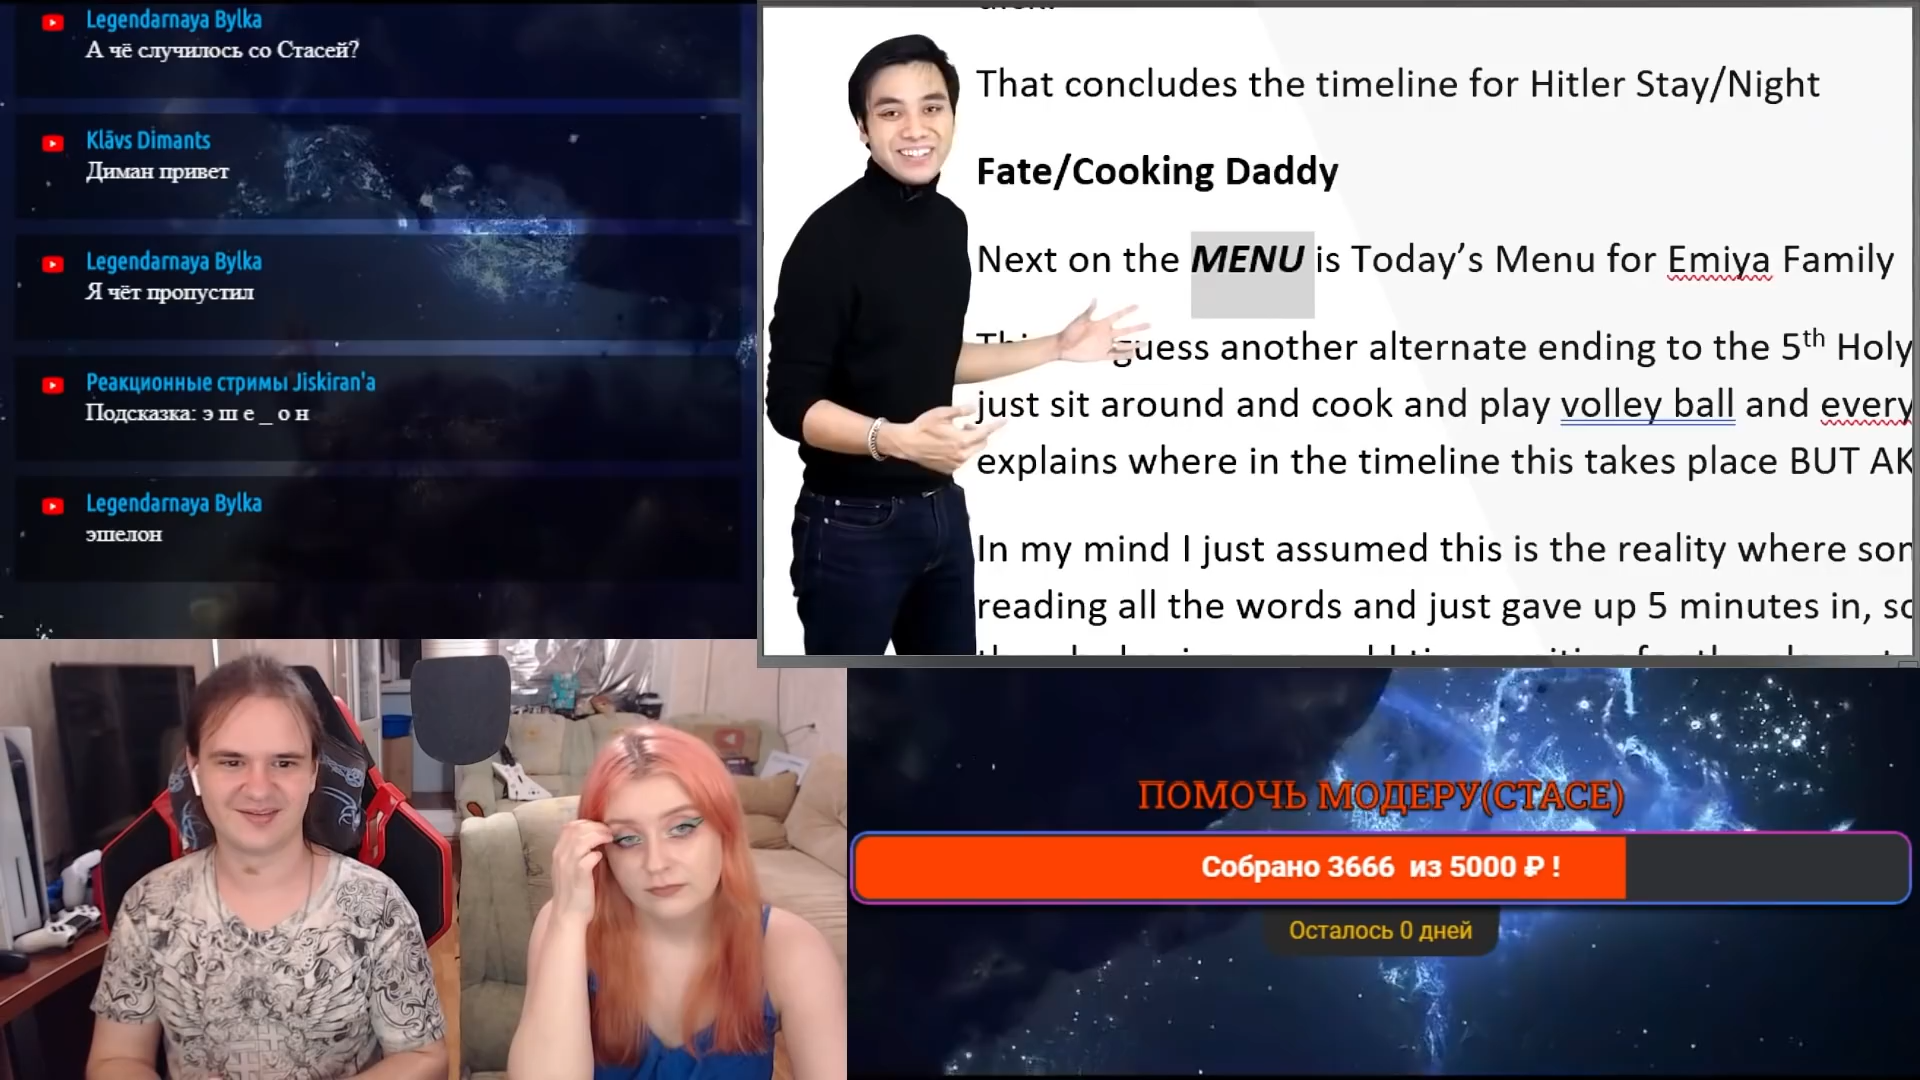 Legendarnaya Bylka
А чё случилось со Стасей?
Klāvs Dimants
Диман привет
Legendarnaya Bylka
Я чёт пропустил
Реакционные стримы Jiskiran'a
Подсказка: э ш е _ о н
Legendarnaya Bylka
эшелон
That concludes the timeline for Hitler Stay/Night
Fate/Cooking Daddy
Next on the MENU is Today’s Menu for Emiya Family
guess another alternate ending to the 5th Holy
just sit around and cook and play volley ball and every
explains where in the timeline this takes place BUT AK
In my mind I just assumed this is the reality where
reading all the words and just gave up 5 minutes in,
ПОМОЧЬ МОДЕРУ(СТАСЕ)
Собрано 3666 из 5000 ₽ !
Осталось 0 дней